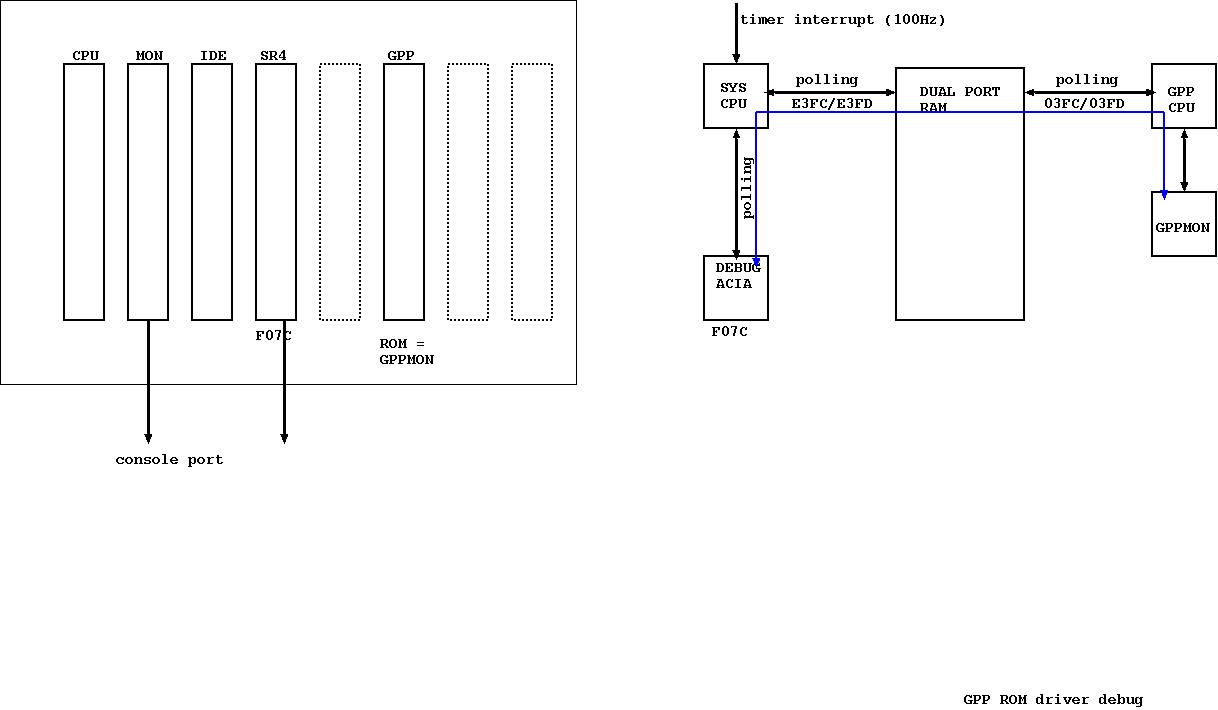 CPU MON IDE SR4 GPP
F07C
ROM =
GPPMON
console port
timer interrupt (100Hz)
SYS
CPU
polling
E3FC/E3FD
DUAL PORT
RAM
polling
03FC/03FD
GPP
CPU
polling
GPPMON
DEBUG
ACIA
F07C
GPP ROM driver debug